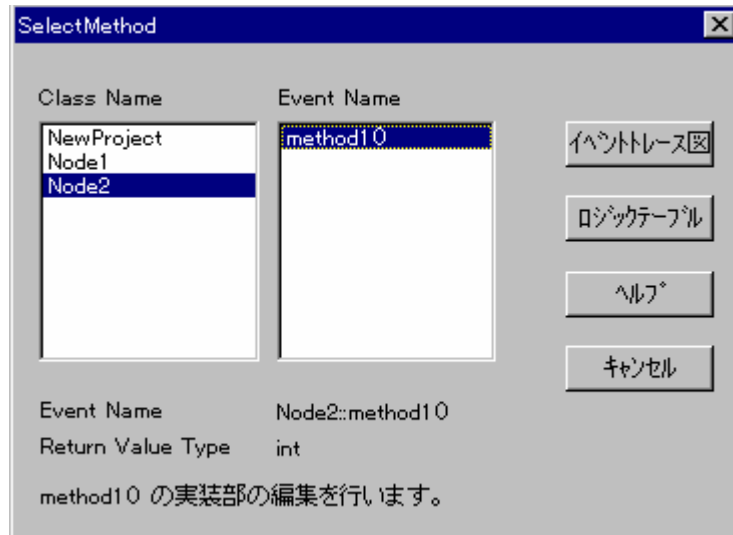 SelectMethod
Class Name
Event Name
NewProject
Node1
Node2
method10
ｲﾍﾞﾝﾄﾄﾚｰｽ図
ﾛｼﾞｯｸﾃｰﾌﾞﾙ
ﾍﾙﾌﾟ
ｷｬﾝｾﾙ
Event Name Node2::method10
Return Value Type int
method10 の実装部の編集を行います。